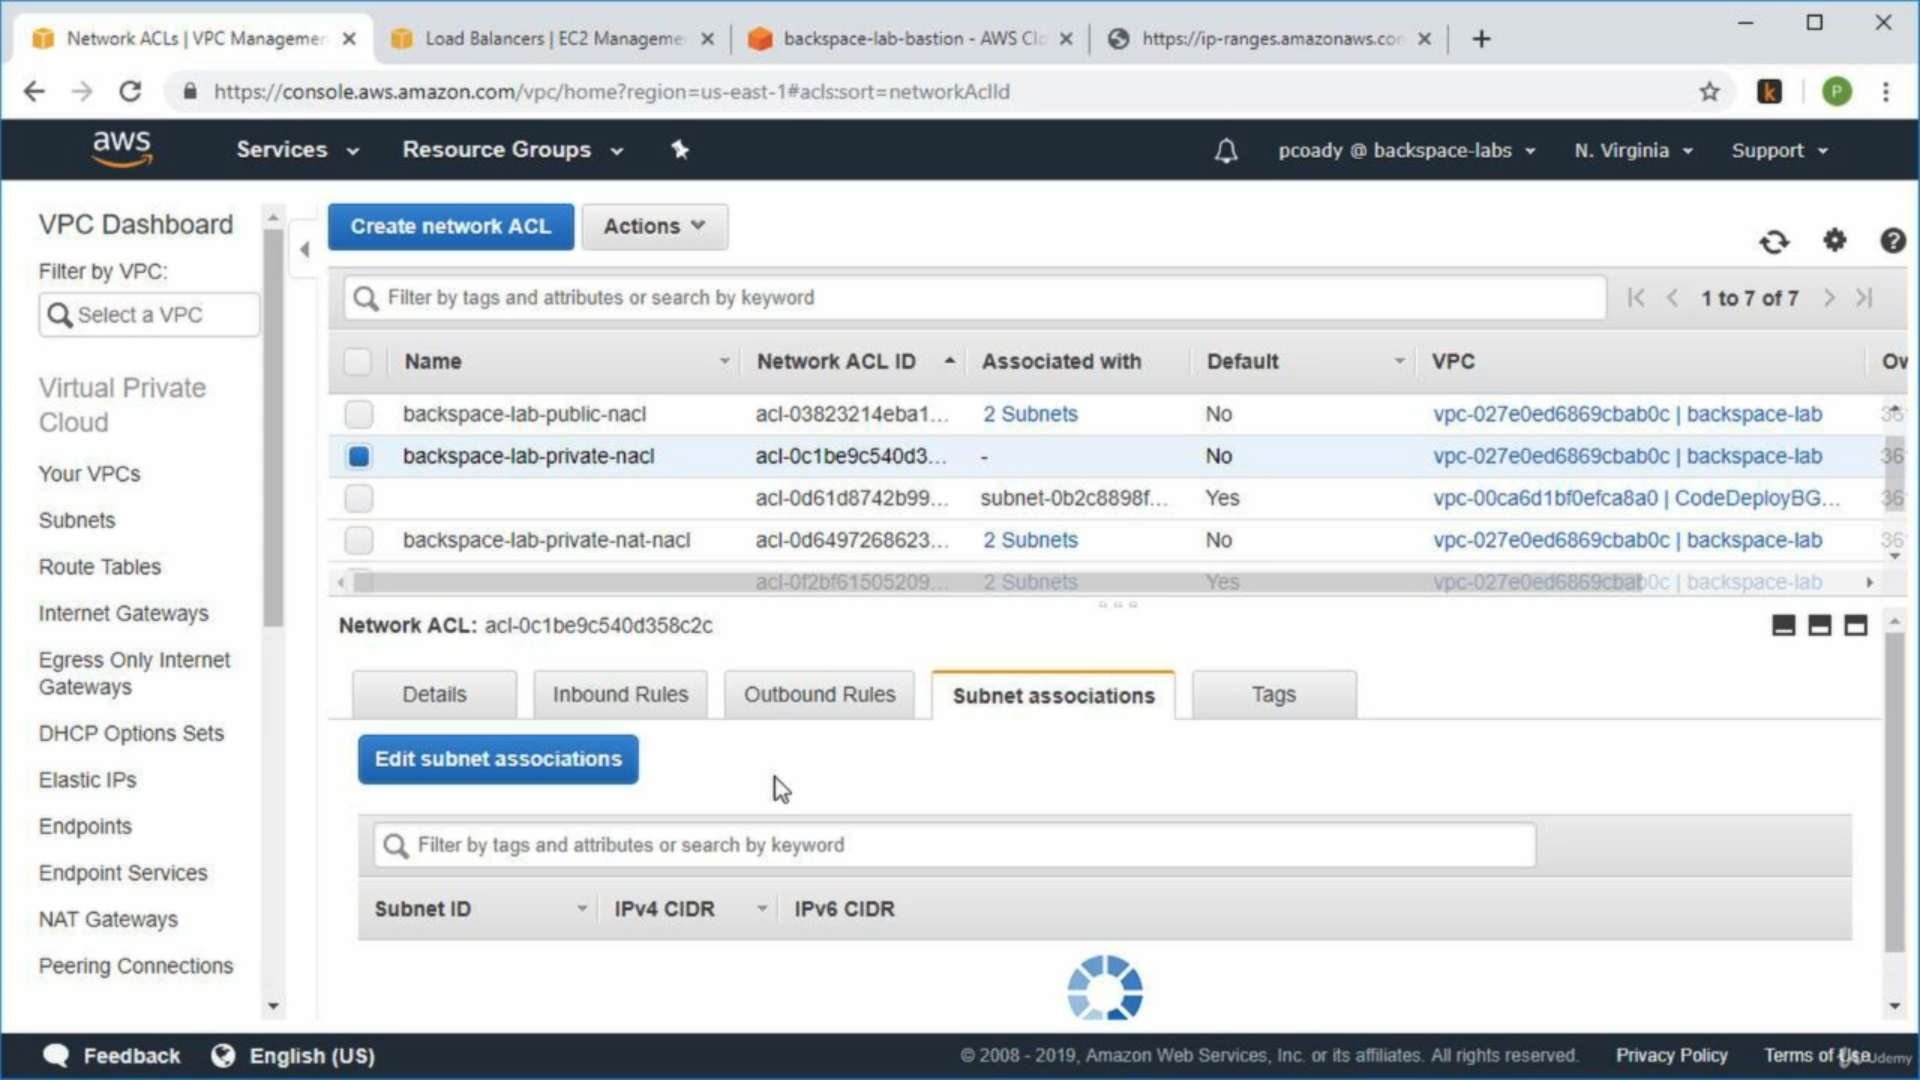 Network ACLs | VPC Managemen
Load Balancers | EC2 Manageme
backspace-lab-bastion - AWS Clo
https://ip-ranges.amazonaws.co
https://console.aws.amazon.com/vpc/home?region=us-east-1#acls:sort=networkAclId
k
P
aws
Services
Resource Groups
pcoady @ backspace-labs
N. Virginia
Support
VPC Dashboard
Filter by VPC:
Select a VPC
Virtual Private
Cloud
Your VPCs
Subnets
Route Tables
Internet Gateways
Egress Only Internet
Gateways
DHCP Options Sets
Elastic IPs
Endpoints
Endpoint Services
NAT Gateways
Peering Connections
Create network ACL
Actions
Filter by tags and attributes or search by keyword
1 to 7 of 7
Name
Network ACL ID
Associated with
Default
VPC
Ow
backspace-lab-public-nacl
acl-03823214eba1...
2 Subnets
No
vpc-027e0ed6869cbab0c | backspace-lab
36
backspace-lab-private-nacl
acl-0c1be9c540d3...
-
No
vpc-027e0ed6869cbab0c | backspace-lab
36
acl-0d61d8742b99...
subnet-0b2c8898f...
Yes
vpc-00ca6d1bf0efca8a0 | CodeDeployBG...
36
backspace-lab-private-nat-nacl
acl-0d6497268623...
2 Subnets
No
vpc-027e0ed6869cbab0c | backspace-lab
36
acl-0f2bf61505209...
2 Subnets
Yes
vpc-027e0ed6869cbab0c | backspace-lab
Network ACL: acl-0c1be9c540d358c2c
Details
Inbound Rules
Outbound Rules
Subnet associations
Tags
Edit subnet associations
Filter by tags and attributes or search by keyword
Subnet ID
IPv4 CIDR
IPv6 CIDR
Feedback
English (US)
© 2008 - 2019, Amazon Web Services, Inc. or its affiliates. All rights reserved.
Privacy Policy
Terms of Use
Udemy